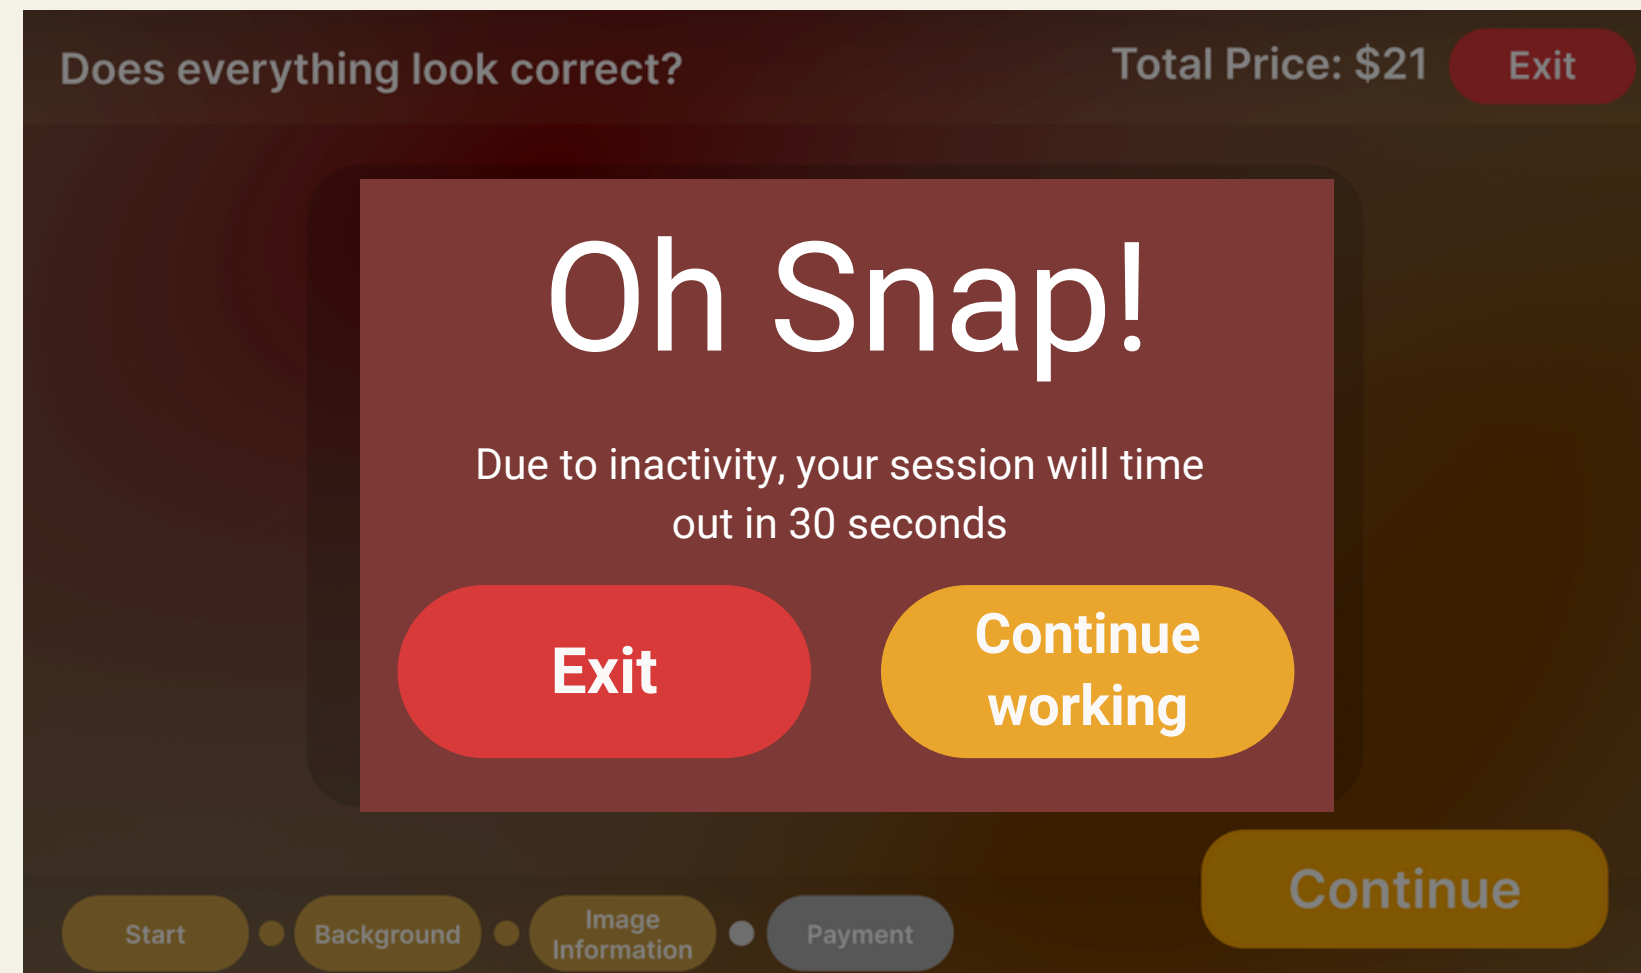 Does everything look correct?
Total Price: $21
Exit
Oh Snap!
Due to inactivity, your session will time
out in 30 seconds
Exit
Continue
working
Continue
Start
Background
Image
Information
Payment